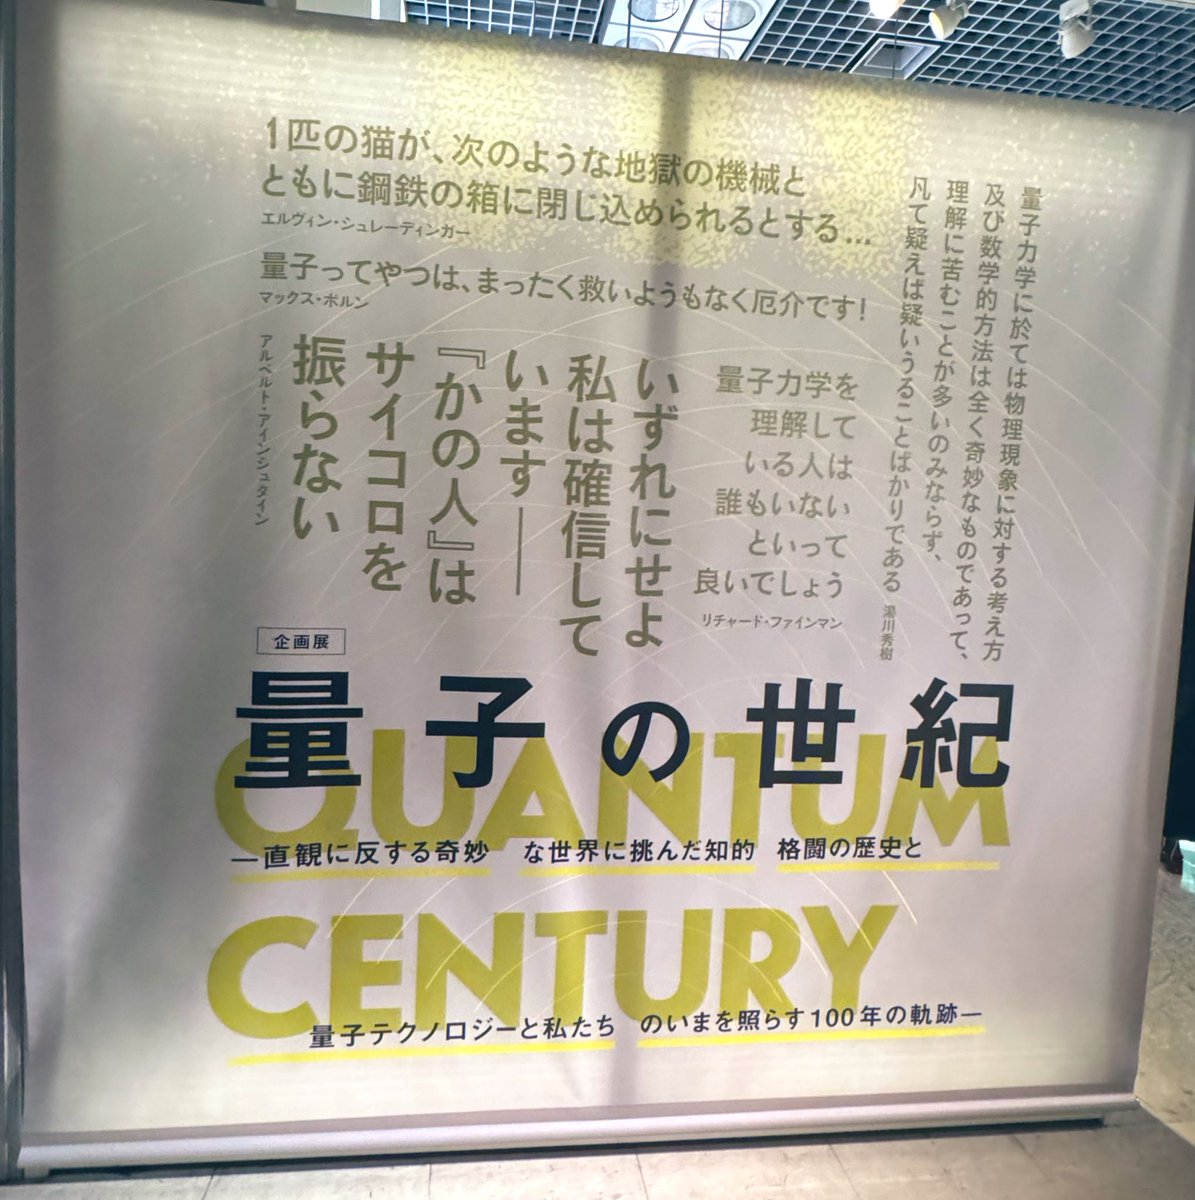 1匹の猫が、次のような地獄の機械と
ともに鋼鉄の箱に閉じ込められるとする…
エルヴィン・シュレーディンガー
量子ってやつは、まったく救いようもなく厄介です!
マックス・ボルン
量子力学に於ては物理現象に対する考え方
及び数学的方法は全く奇妙なものであって、
理解に苦むことが多いのみならず、
凡て疑えば疑いうることばかりである
湯川秀樹
量子力学を
理解して
いる人は
誰もいない
といって
良いでしょう
リチャード・ファインマン
いずれにせよ
私は確信して
います——
『かの人』は
サイコロを
振らない
アルベルト・アインシュタイン
企画展
量子の世紀
QUANTUM
—直観に反する奇妙な世界に挑んだ知的格闘の歴史と
CENTURY
量子テクノロジーと私たちのいまを照らす100年の軌跡—